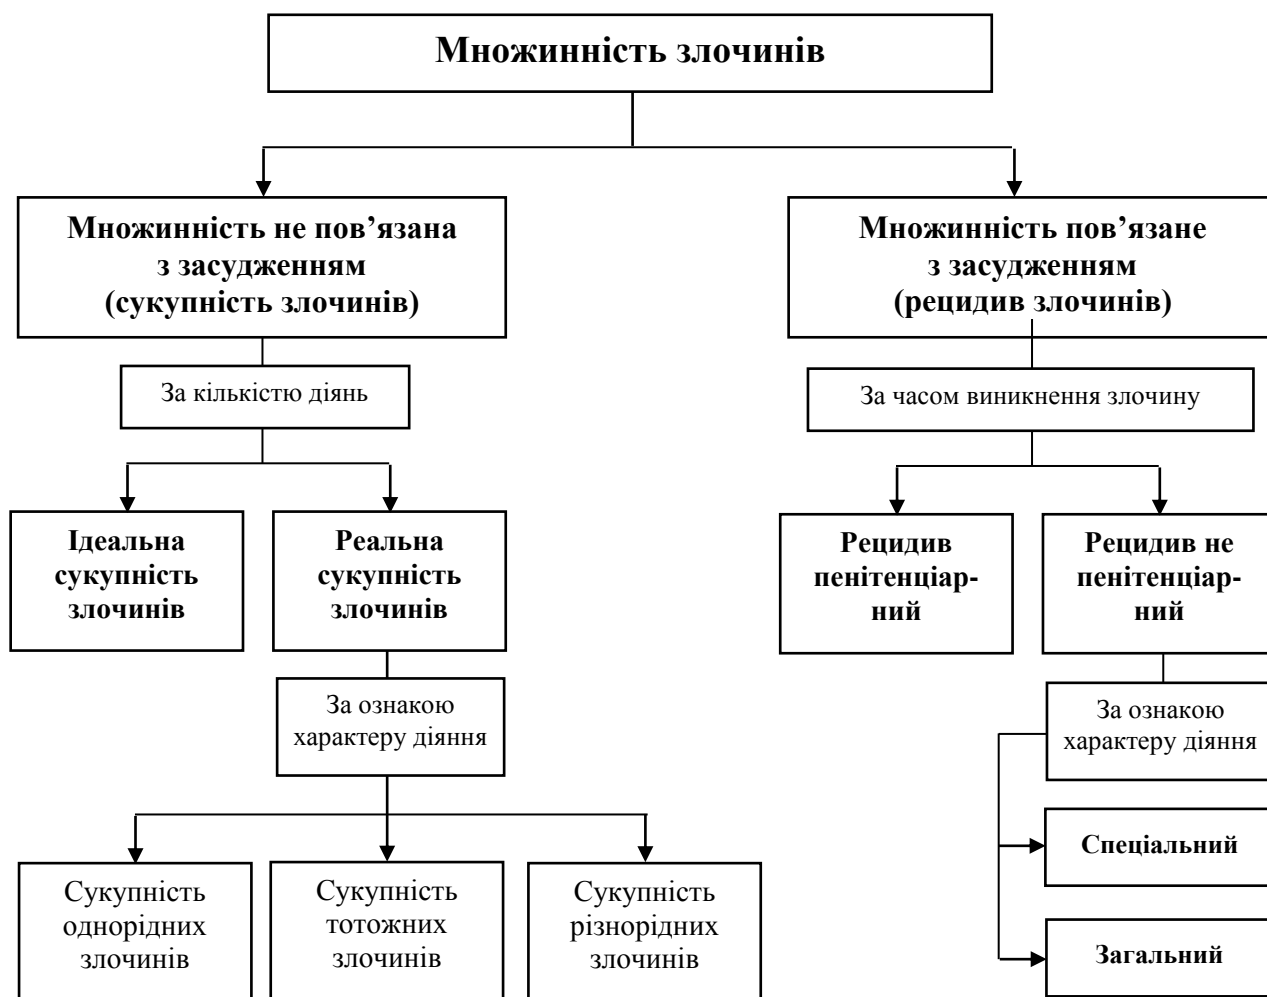 Множинність злочинів
Множинність не пов’язана
з засудженням
(сукупність злочинів)
Множинність пов’язане
з засудженням
(рецидив злочинів)
За кількістю діянь
За часом виникнення злочину
Ідеальна
сукупність
злочинів
Реальна
сукупність
злочинів
Рецидив
пенітенціар-
ний
Рецидив не
пенітенціар-
ний
За ознакою
характеру діяння
За ознакою
характеру діяння
Спеціальний
Загальний
Сукупність
однорідних
злочинів
Сукупність
тотожних
злочинів
Сукупність
різнорідних
злочинів